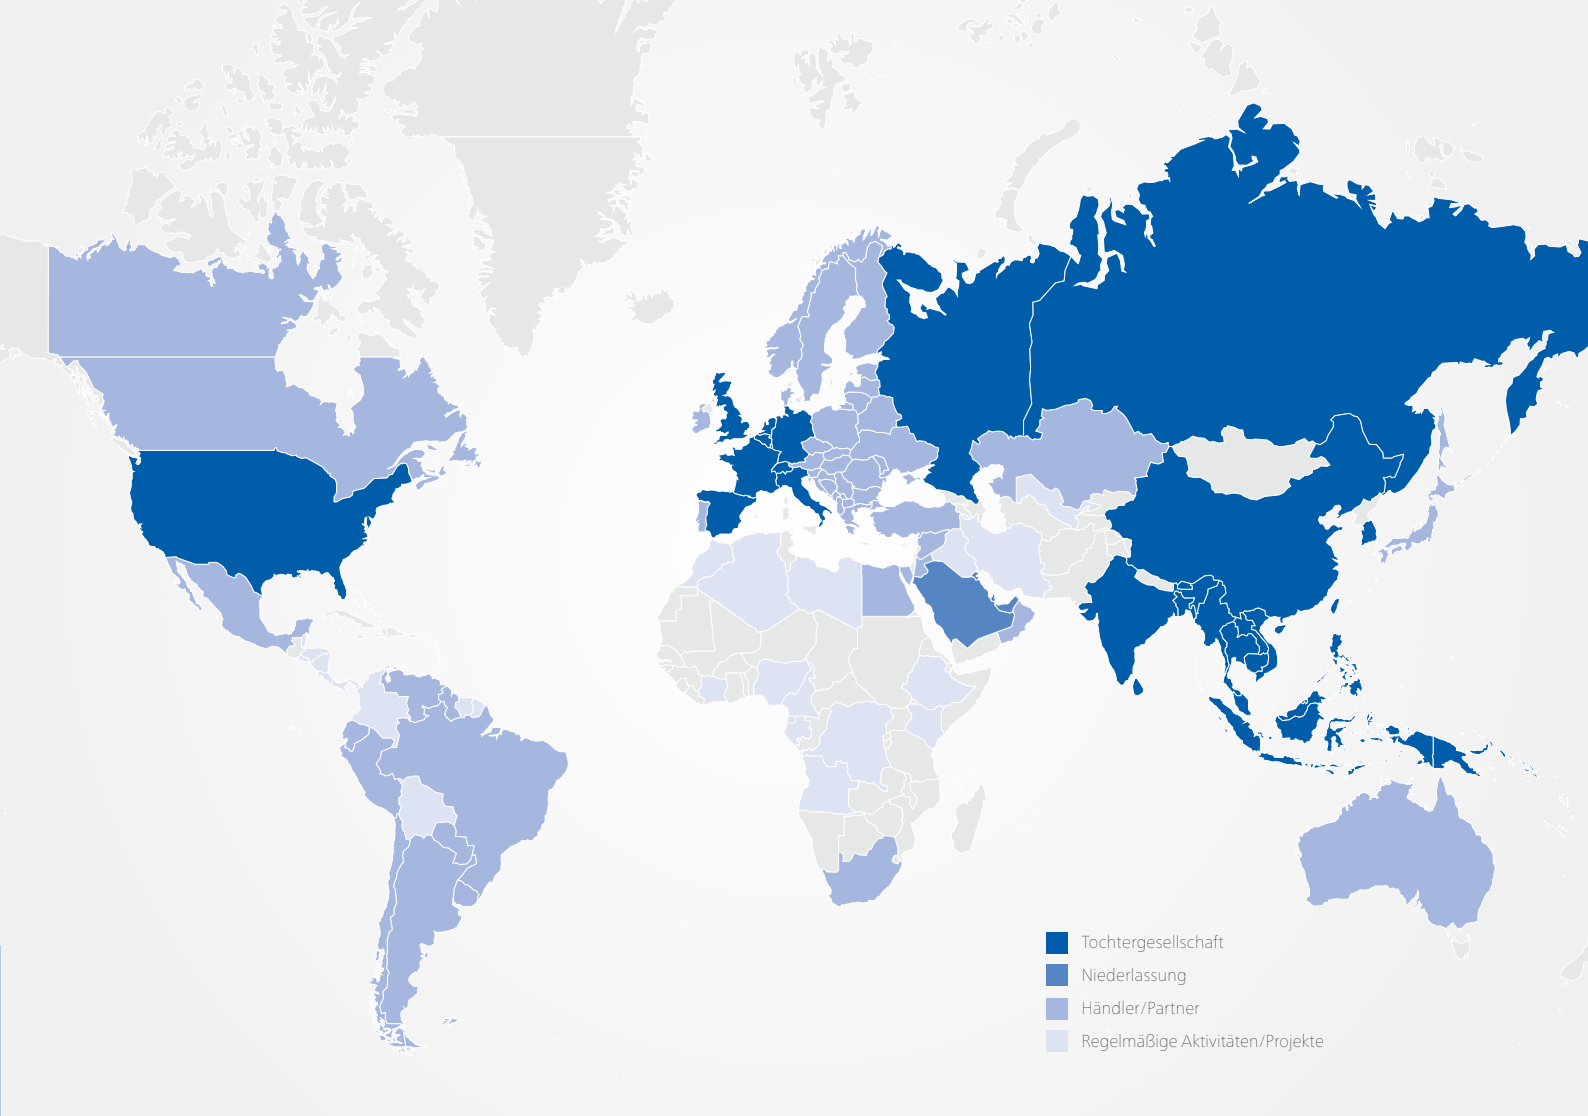 Tochtergesellschaft
Niederlassung
Händler/Partner
Regelmäßige Aktivitäten/Projekte